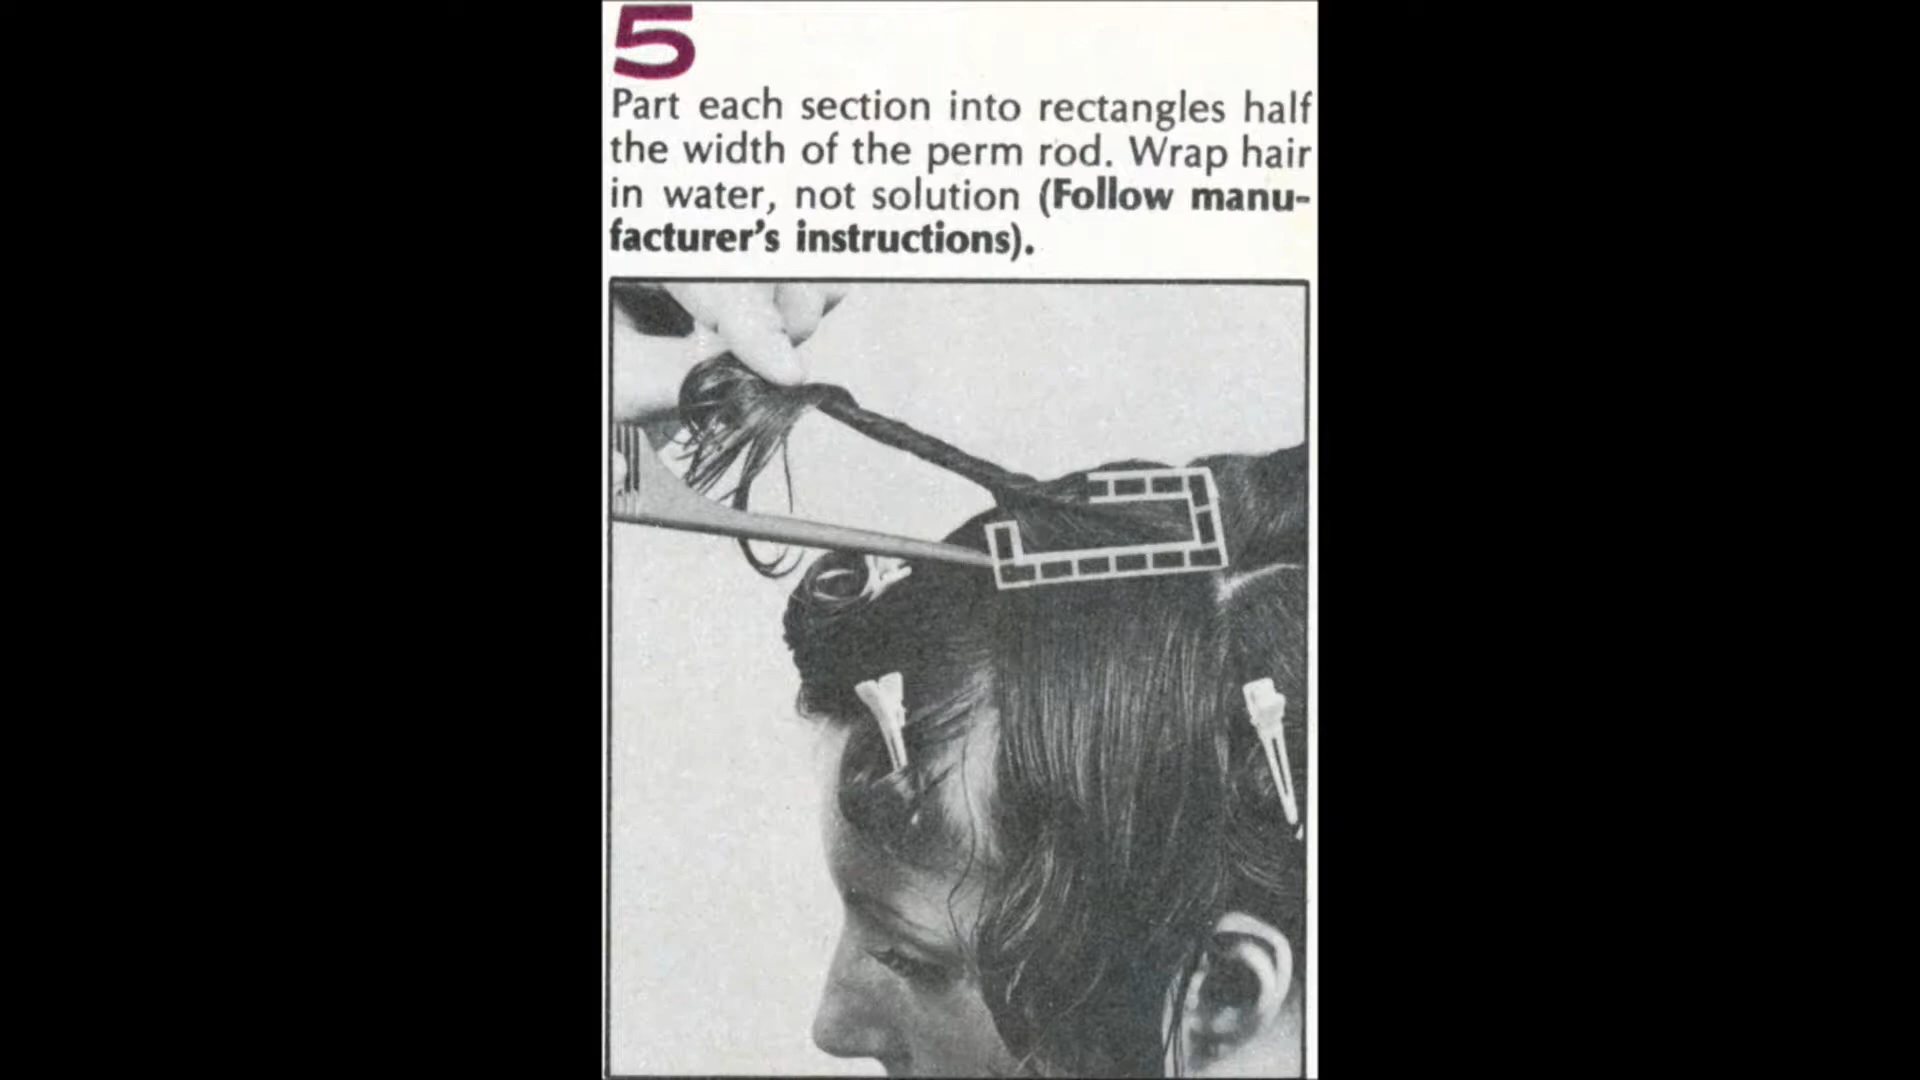 5
Part each section into rectangles half
the width of the perm rod. Wrap hair
in water, not solution (Follow manu-
facturer's instructions).